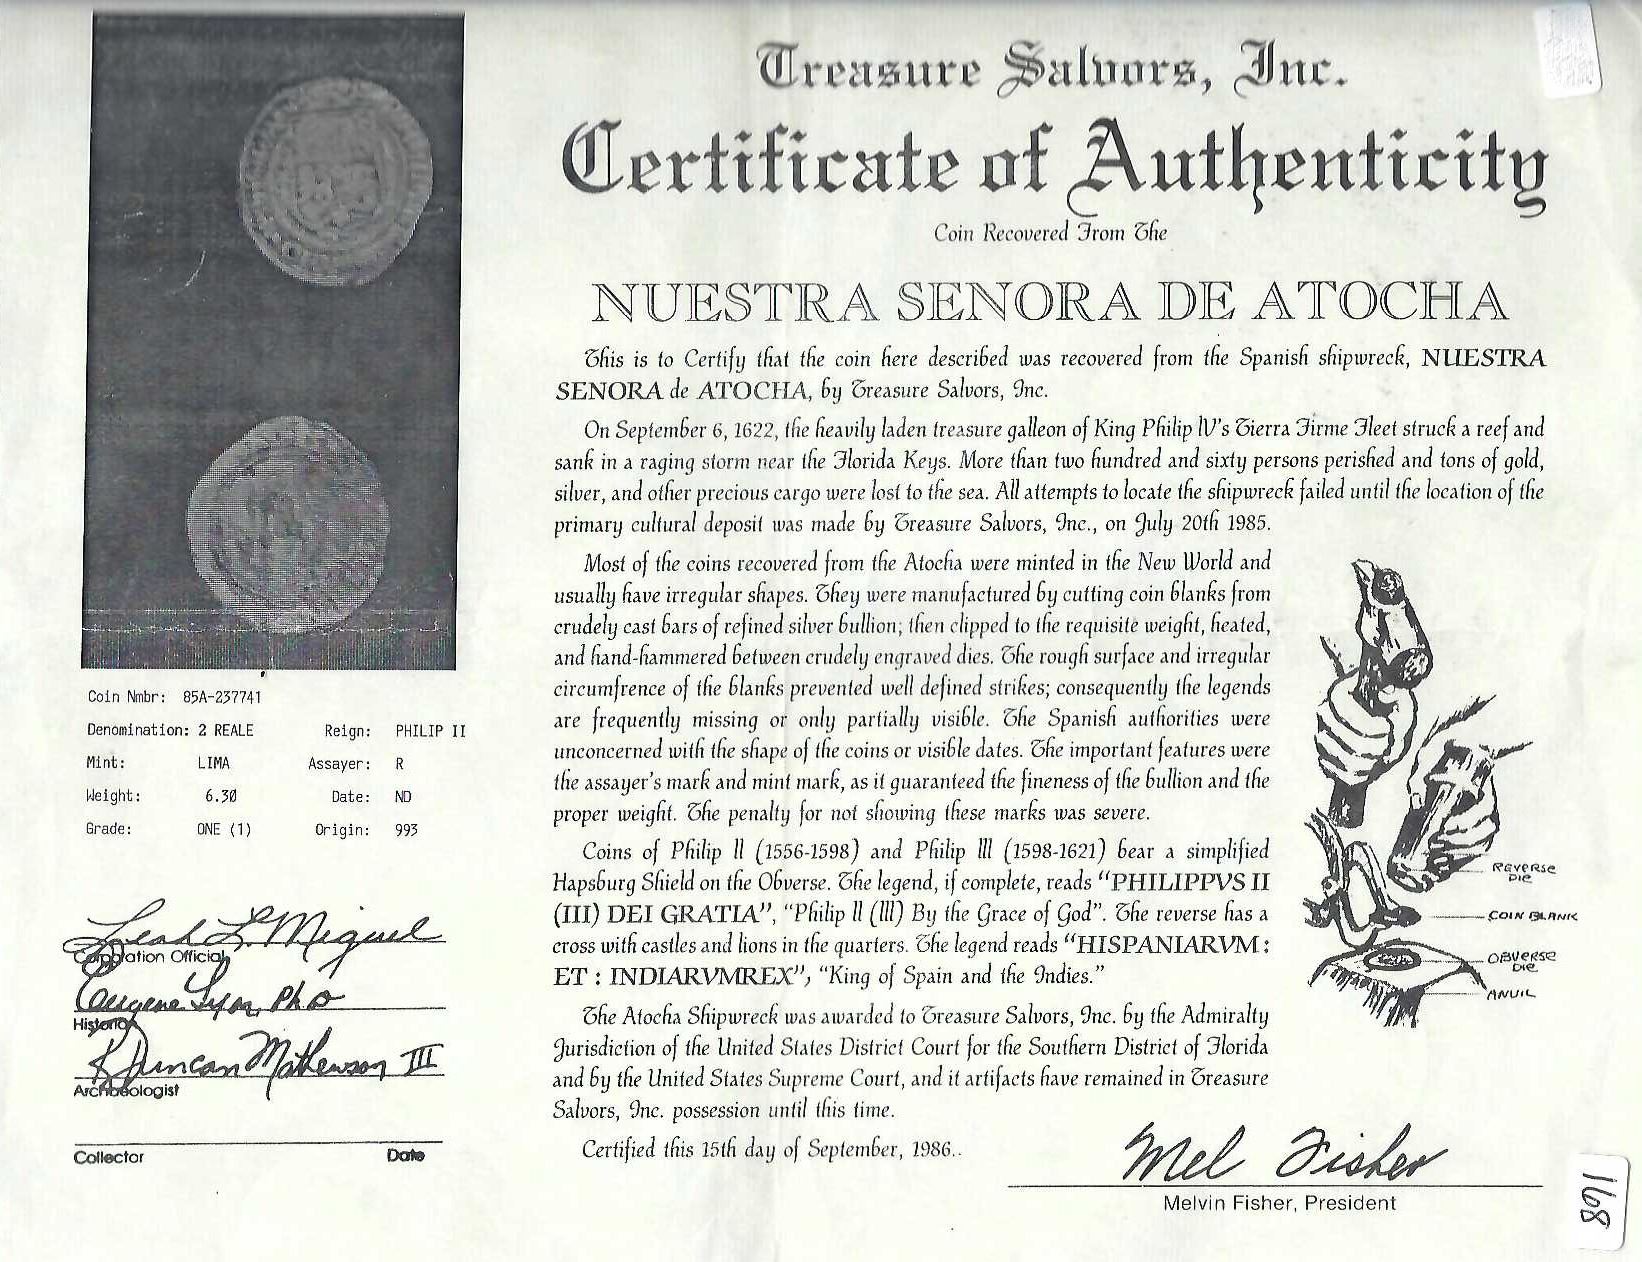 Treasure Salvors, Inc.
Certificate of Authenticity
Coin Recovered From The
NUESTRA SENORA DE ATOCHA
This is to Certify that the coin here described was recovered from the Spanish shipwreck, NUESTRA
SENORA de ATOCHA, by Treasure Salvors, Inc.
On September 6, 1622, the heavily laden treasure galleon of King Philip IV's Tierra Firme Fleet struck a reef and
sank in a raging storm near the Florida Keys. More than two hundred and sixty persons perished and tons of gold,
silver, and other precious cargo were lost to the sea. All attempts to locate the shipwreck failed until the location of the
primary cultural deposit was made by Treasure Salvors, Inc., on July 20th 1985.
Most of the coins recovered from the Atocha were minted in the New World and
usually have irregular shapes. They were manufactured by cutting coin blanks from
crudely cast bars of refined silver bullion; then clipped to the requisite weight, heated,
and hand-hammered between crudely engraved dies. The rough surface and irregular
circumfrence of the blanks prevented well defined strikes; consequently the legends
are frequently missing or only partially visible. The Spanish authorities were
unconcerned with the shape of the coins or visible dates. The important features were
the assayer's mark and mint mark, as it guaranteed the fineness of the bullion and the
proper weight. The penalty for not showing these marks was severe.
Coins of Philip II (1556-1598) and Philip III (1598-1621) bear a simplified
Hapsburg Shield on the Obverse. The legend, if complete, reads "PHILIPPVS II
(III) DEI GRATIA", "Philip II (III) By the Grace of God". The reverse has a
cross with castles and lions in the quarters. The legend reads "HISPANIARVM :
ET : INDIARVMREX", "King of Spain and the Indies."
The Atocha Shipwreck was awarded to Treasure Salvors, Inc. by the Admiralty
Jurisdiction of the United States District Court for the Southern District of Florida
and by the United States Supreme Court, and it artifacts have remained in Treasure
Salvors, Inc. possession until this time.
Certified this 15th day of September, 1986..
Mel Fisher
Melvin Fisher, President
REVERSE
DIE
COIN BLANK
OBVERSE
DIE
ANVIL
Coin Nmbr: 85A-237741
Denomination: 2 REALE Reign: PHILIP II
Mint: LIMA Assayer: R
Weight: 6.30 Date: ND
Grade: ONE (1) Origin: 993
Leah L. Miguel
Corporation Official
Eugene Lyon, PhD
Historian
R Duncan Mathewson III
Archaeologist
Collector Date
168